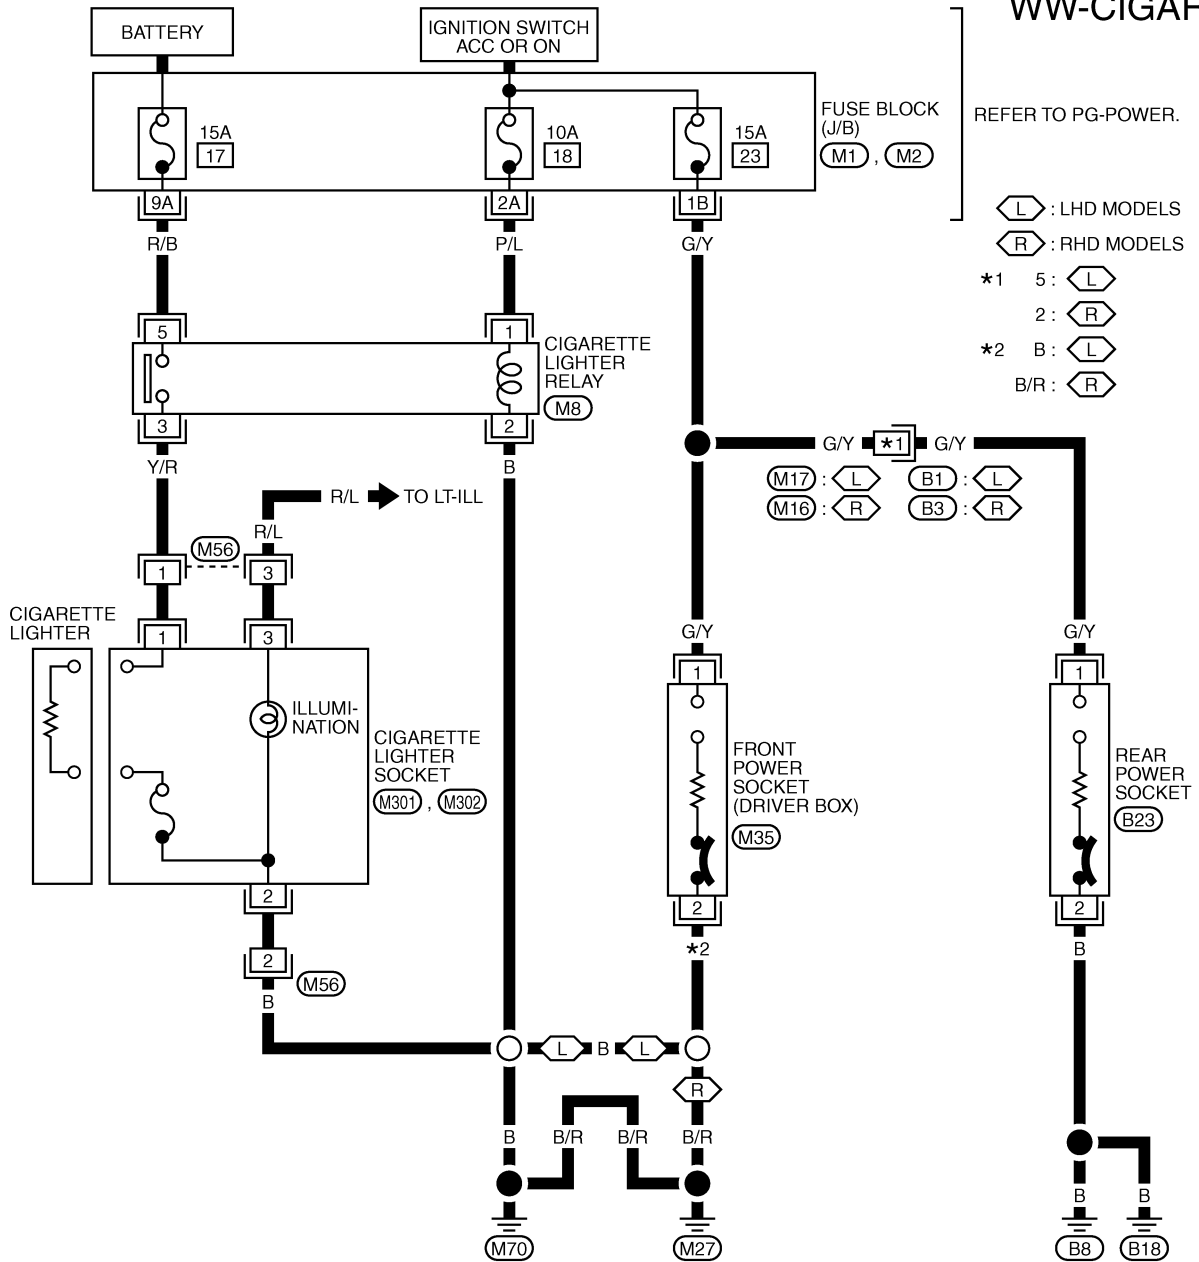 WW-CIGAR
BATTERY
IGNITION SWITCH
ACC OR ON
REFER TO PG-POWER.
FUSE BLOCK
(J/B)
M1 , M2
15A
17
10A
18
15A
23
9A
2A
1B
R/B
P/L
G/Y
L : LHD MODELS
R : RHD MODELS
*1 5 : L
2 : R
*2 B : L
B/R : R
5
1
CIGARETTE
LIGHTER
RELAY
M8
3
2
Y/R
B
G/Y *1 G/Y
M17 : L B1 : L
M16 : R B3 : R
R/L TO LT-ILL
R/L
M56
1
3
CIGARETTE
LIGHTER
1
3
ILLUMI-
NATION
CIGARETTE
LIGHTER
SOCKET
M301 , M302
2
2
M56
B
G/Y
1
FRONT
POWER
SOCKET
(DRIVER BOX)
M35
2
*2
G/Y
1
REAR
POWER
SOCKET
B23
2
B
L B L
R
B B/R B/R B/R
B B
M70 M27 B8 B18